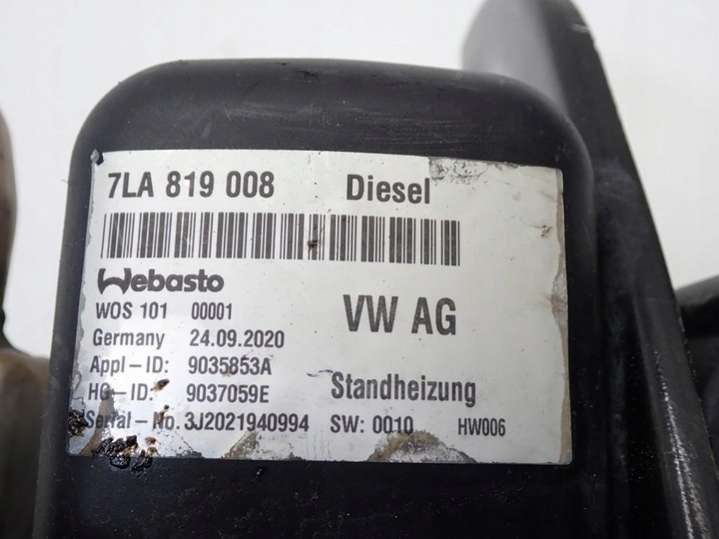 7LA 819 008 Diesel
Webasto
WOS 101 00001 VW AG
Germany 24.09.2020
Appl-ID: 9035853A
HG-ID: 9037059E Standheizung
Serial-No. 3J2021940994 SW: 0010 HW006